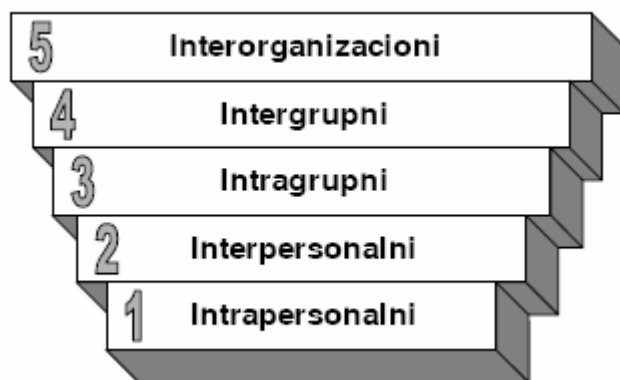 5 Interorganizacioni
4 Intergrupni
3 Intragrupni
2 Interpersonalni
1 Intrapersonalni